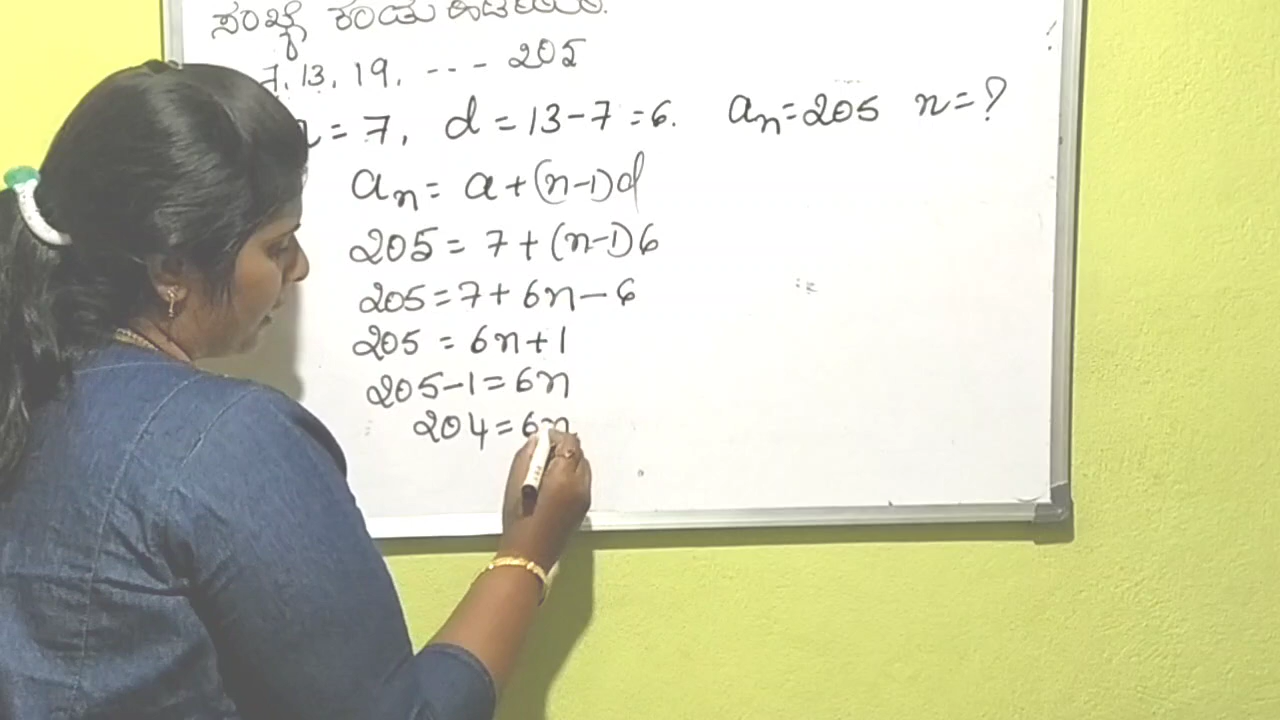 ಸಂಖ್ಯೆ ಕಂಡು ಹಿಡಿಯಿರಿ.
7, 13, 19, --- 205
a = 7, d = 13-7 = 6. an = 205 n = ?
an = a + (n-1)d
205 = 7 + (n-1)6
205 = 7 + 6n - 6
205 = 6n + 1
205-1 = 6n
204 = 6n